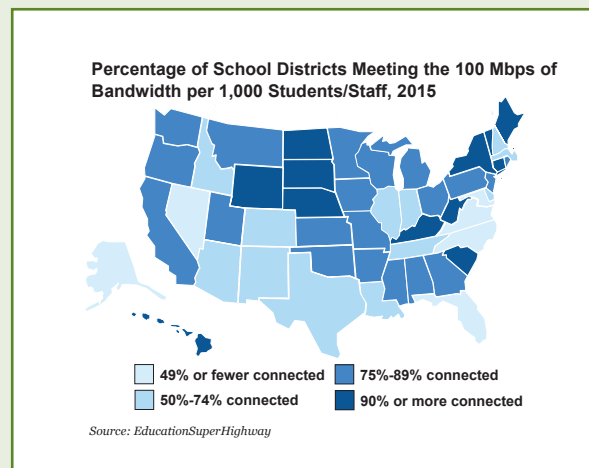 Percentage of School Districts Meeting the 100 Mbps of
Bandwidth per 1,000 Students/Staff, 2015
49% or fewer connected
75%-89% connected
50%-74% connected
90% or more connected
Source: EducationSuperHighway